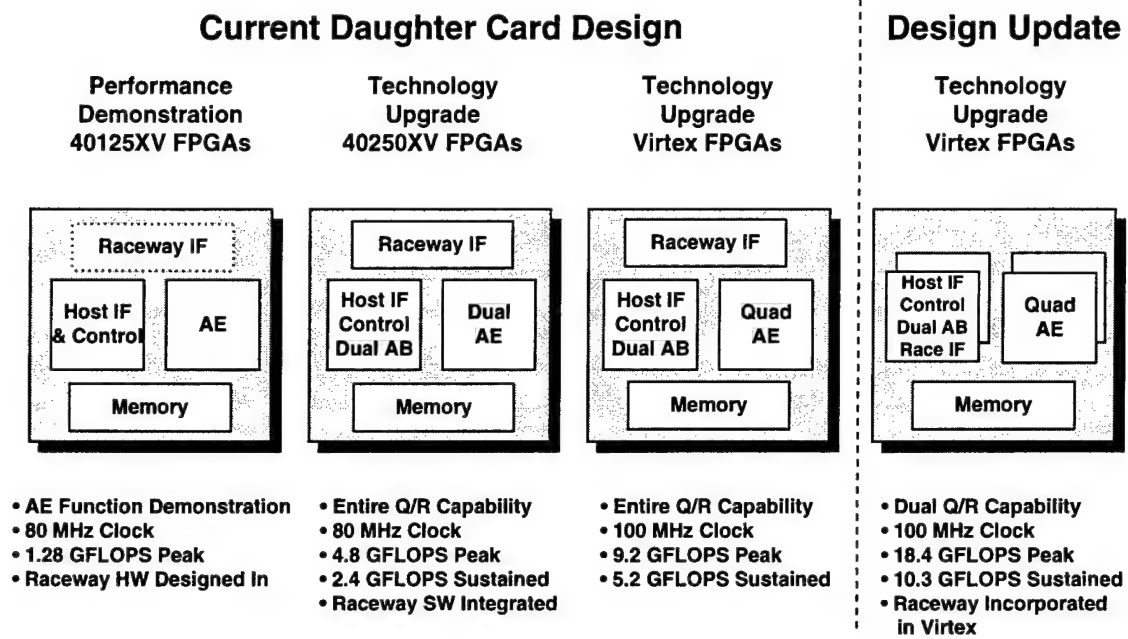 Current Daughter Card Design
Design Update
Performance
Demonstration
40125XV FPGAs
Technology
Upgrade
40250XV FPGAs
Technology
Upgrade
Virtex FPGAs
Technology
Upgrade
Virtex FPGAs
Raceway IF
Host IF
& Control
AE
Memory
Raceway IF
Host IF
Control
Dual AB
Dual
AE
Memory
Raceway IF
Host IF
Control
Dual AB
Quad
AE
Memory
Host IF
Control
Dual AB
Race IF
Quad
AE
Memory
• AE Function Demonstration
• 80 MHz Clock
• 1.28 GFLOPS Peak
• Raceway HW Designed In
• Entire Q/R Capability
• 80 MHz Clock
• 4.8 GFLOPS Peak
• 2.4 GFLOPS Sustained
• Raceway SW Integrated
• Entire Q/R Capability
• 100 MHz Clock
• 9.2 GFLOPS Peak
• 5.2 GFLOPS Sustained
• Dual Q/R Capability
• 100 MHz Clock
• 18.4 GFLOPS Peak
• 10.3 GFLOPS Sustained
• Raceway Incorporated
in Virtex